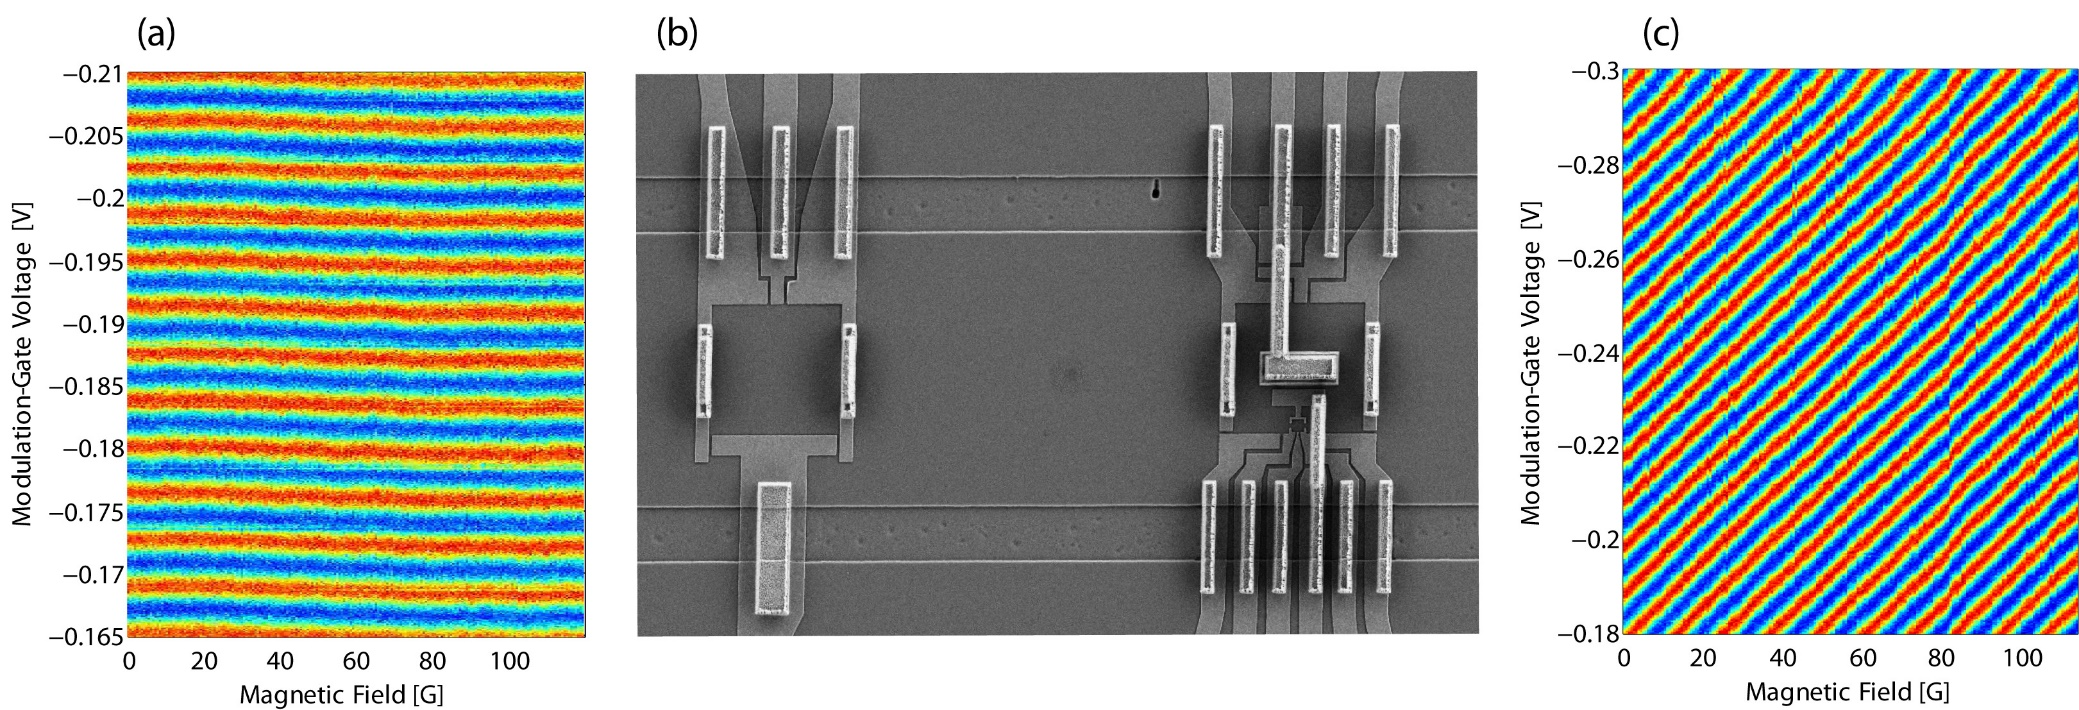 (a)
(b)
(c)
−0.21
−0.205
−0.2
−0.195
−0.19
−0.185
−0.18
−0.175
−0.17
−0.165
0 20 40 60 80 100
Magnetic Field [G]
Modulation-Gate Voltage [V]
−0.3
−0.28
−0.26
−0.24
−0.22
−0.2
−0.18
0 20 40 60 80 100
Magnetic Field [G]
Modulation-Gate Voltage [V]